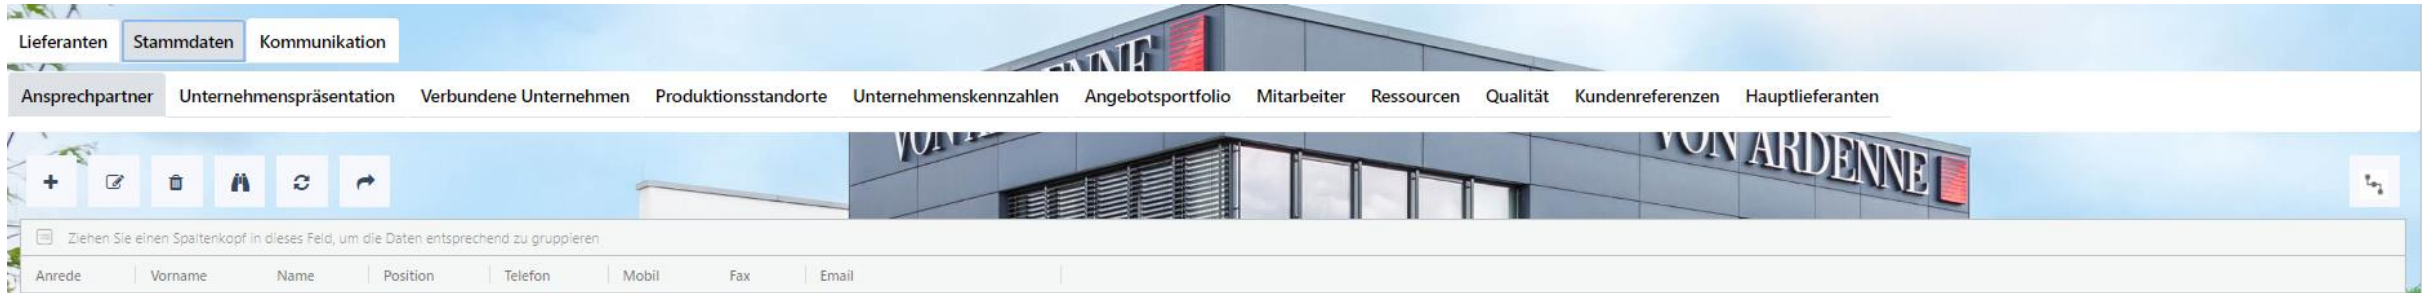 Lieferanten Stammdaten Kommunikation
Ansprechpartner Unternehmenspräsentation Verbundene Unternehmen Produktionsstandorte Unternehmenskennzahlen Angebotsportfolio Mitarbeiter Ressourcen Qualität Kundenreferenzen Hauptlieferanten
VON ARDENNE
Ziehen Sie einen Spaltenkopf in dieses Feld, um die Daten entsprechend zu gruppieren
Anrede Vorname Name Position Telefon Mobil Fax Email